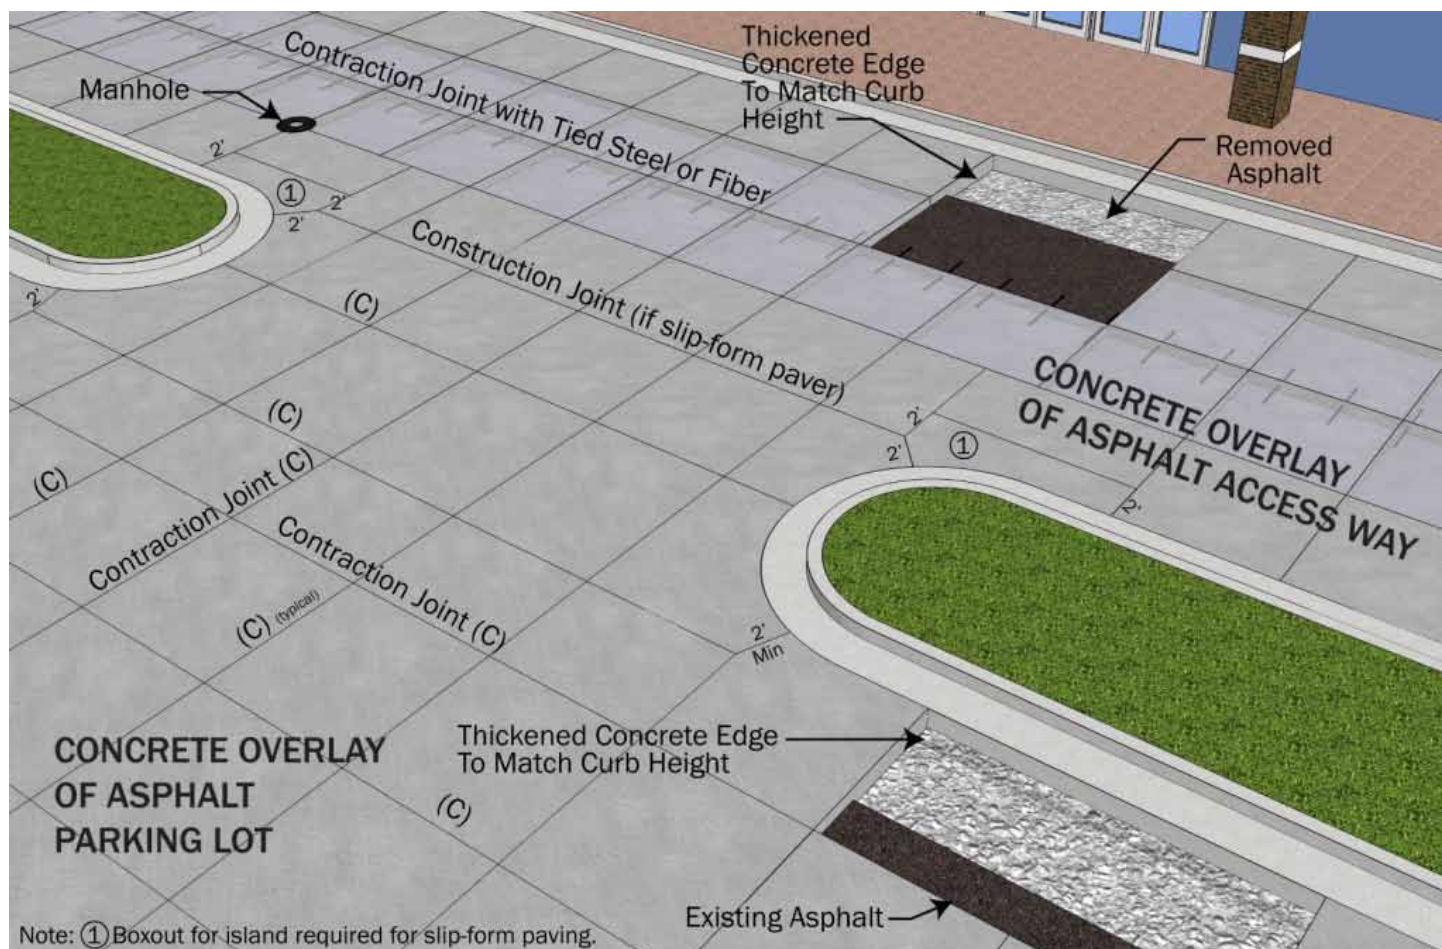 Contraction Joint with Tied Steel or Fiber
Thickened
Concrete Edge
To Match Curb
Height
Manhole
Removed
Asphalt
2'
①
2'
2'
Construction Joint (if slip-form paver)
2'
(C)
CONCRETE OVERLAY
OF ASPHALT ACCESS WAY
(C)
2'
2'
①
2'
(C)
Contraction Joint (C)
Contraction Joint (C)
(C) (typical)
2'
Min
Thickened Concrete Edge
To Match Curb Height
CONCRETE OVERLAY
OF ASPHALT
PARKING LOT
(C)
Existing Asphalt
Note: ① Boxout for island required for slip-form paving.